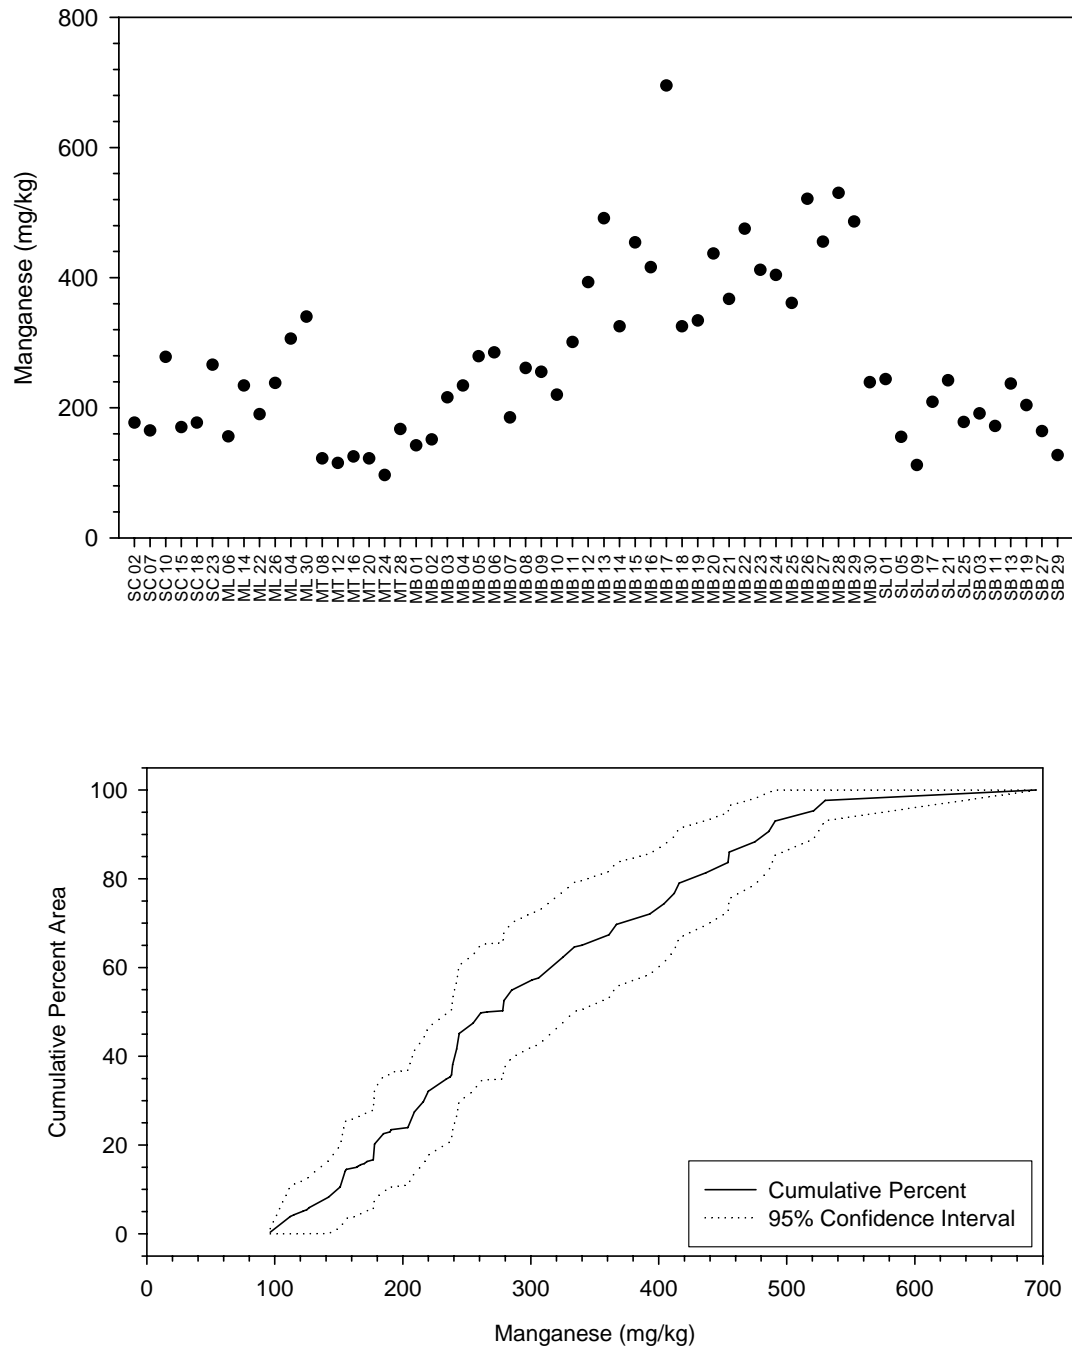 800
600
400
200
0
Manganese (mg/kg)
SC 02
SC 07
SC 10
SC 15
SC 18
SC 23
ML 06
ML 14
ML 22
ML 26
ML 04
ML 30
MT 08
MT 12
MT 16
MT 20
MT 24
MT 28
MB 01
MB 02
MB 03
MB 04
MB 05
MB 06
MB 07
MB 08
MB 09
MB 10
MB 11
MB 12
MB 13
MB 14
MB 15
MB 16
MB 17
MB 18
MB 19
MB 20
MB 21
MB 22
MB 23
MB 24
MB 25
MB 26
MB 27
MB 28
MB 29
MB 30
SL 01
SL 05
SL 09
SL 17
SL 21
SL 25
SB 03
SB 11
SB 13
SB 19
SB 27
SB 29
100
80
60
40
20
0
Cumulative Percent Area
Cumulative Percent
95% Confidence Interval
0 100 200 300 400 500 600 700
Manganese (mg/kg)